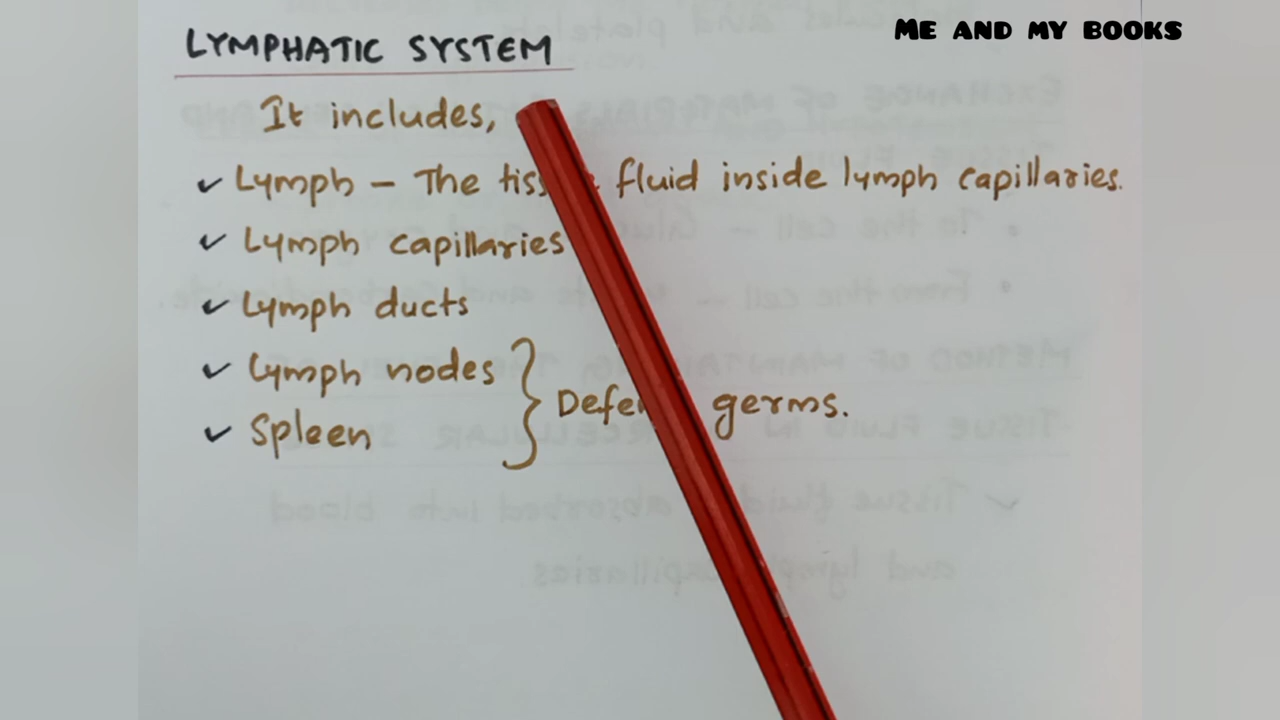 ME AND MY BOOKS
LYMPHATIC SYSTEM
It includes,
✓ Lymph – The fluid inside lymph capillaries.
✓ Lymph capillaries
✓ Lymph ducts
✓ Lymph nodes
✓ Spleen
germs.